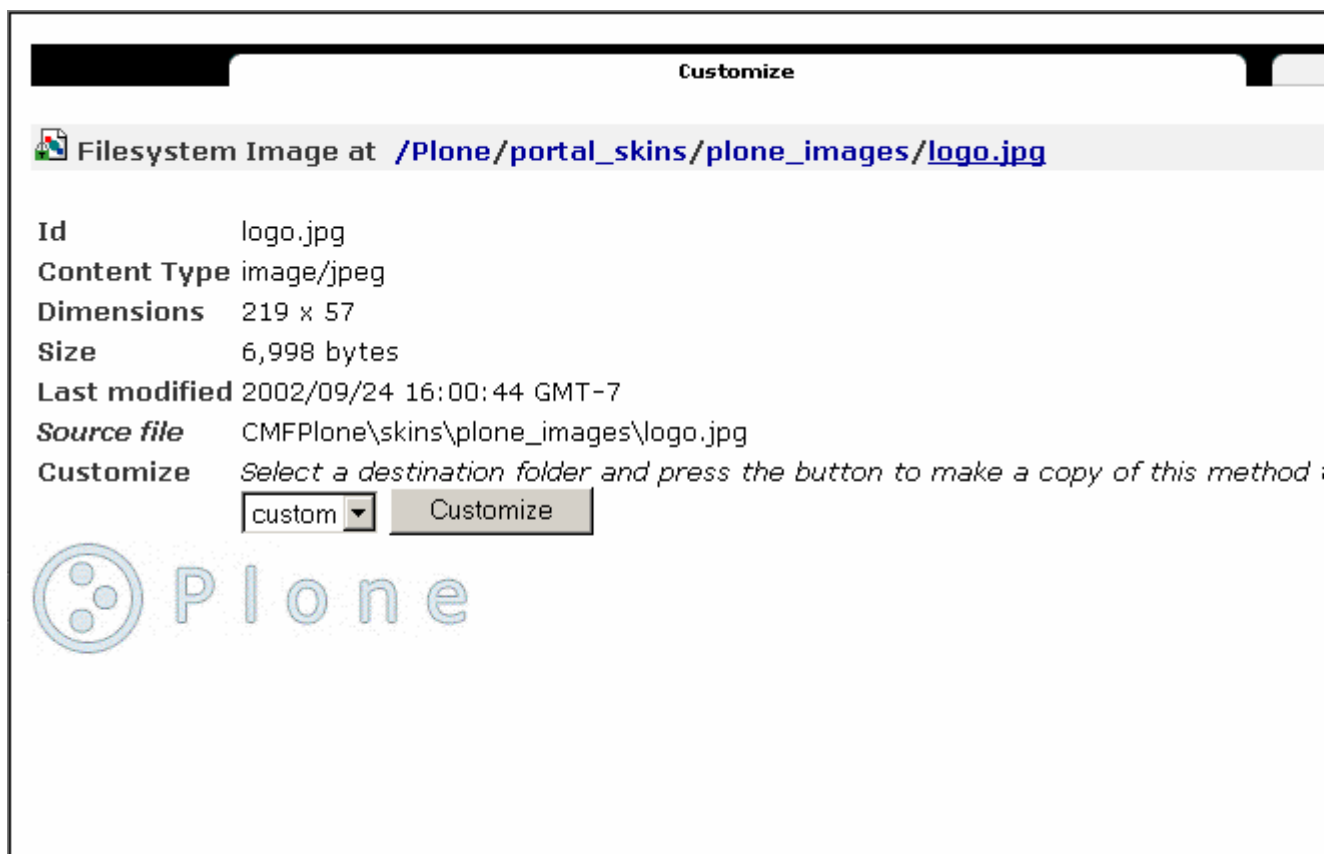 Customize
Filesystem Image at /Plone/portal_skins/plone_images/logo.jpg
Id logo.jpg
Content Type image/jpeg
Dimensions 219 x 57
Size 6,998 bytes
Last modified 2002/09/24 16:00:44 GMT-7
Source file CMFPlone\skins\plone_images\logo.jpg
Customize Select a destination folder and press the button to make a copy of this method
custom Customize
Plone